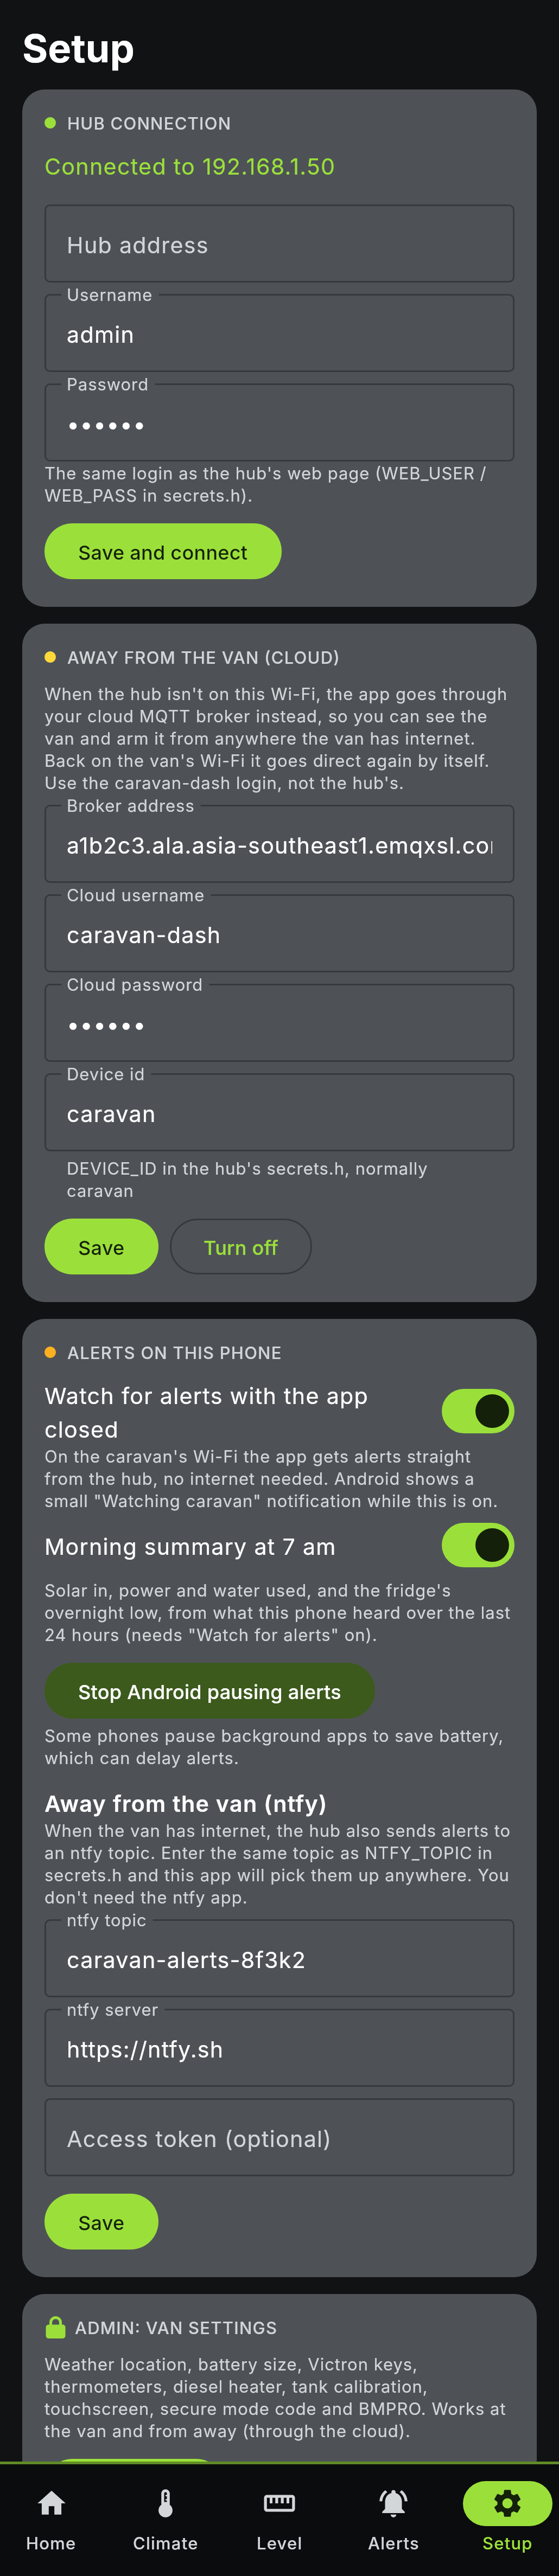 Setup
HUB CONNECTION
Connected to 192.168.1.50
Hub address
Username
admin
Password
••••••
The same login as the hub's web page (WEB_USER /
WEB_PASS in secrets.h).
Save and connect
AWAY FROM THE VAN (CLOUD)
When the hub isn't on this Wi-Fi, the app goes through
your cloud MQTT broker instead, so you can see the
van and arm it from anywhere the van has internet.
Back on the van's Wi-Fi it goes direct again by itself.
Use the caravan-dash login, not the hub's.
Broker address
a1b2c3.ala.asia-southeast1.emqxsl.co
Cloud username
caravan-dash
Cloud password
••••••
Device id
caravan
DEVICE_ID in the hub's secrets.h, normally
caravan
Save
Turn off
ALERTS ON THIS PHONE
Watch for alerts with the app
closed
On the caravan's Wi-Fi the app gets alerts straight
from the hub, no internet needed. Android shows a
small "Watching caravan" notification while this is on.
Morning summary at 7 am
Solar in, power and water used, and the fridge's
overnight low, from what this phone heard over the last
24 hours (needs "Watch for alerts" on).
Stop Android pausing alerts
Some phones pause background apps to save battery,
which can delay alerts.
Away from the van (ntfy)
When the van has internet, the hub also sends alerts to
an ntfy topic. Enter the same topic as NTFY_TOPIC in
secrets.h and this app will pick them up anywhere. You
don't need the ntfy app.
ntfy topic
caravan-alerts-8f3k2
ntfy server
https://ntfy.sh
Access token (optional)
Save
ADMIN: VAN SETTINGS
Weather location, battery size, Victron keys,
thermometers, diesel heater, tank calibration,
touchscreen, secure mode code and BMPRO. Works at
the van and from away (through the cloud).
Home
Climate
Level
Alerts
Setup